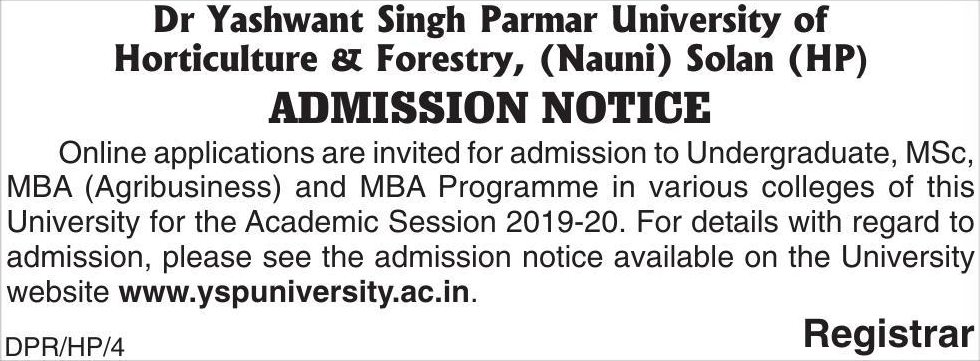 Dr Yashwant Singh Parmar University of
Horticulture & Forestry, (Nauni) Solan (HP)
ADMISSION NOTICE
Online applications are invited for admission to Undergraduate, MSc,
MBA (Agribusiness) and MBA Programme in various colleges of this
University for the Academic Session 2019-20. For details with regard to
admission, please see the admission notice available on the University
website www.yspuniversity.ac.in.
Registrar
DPR/HP/4